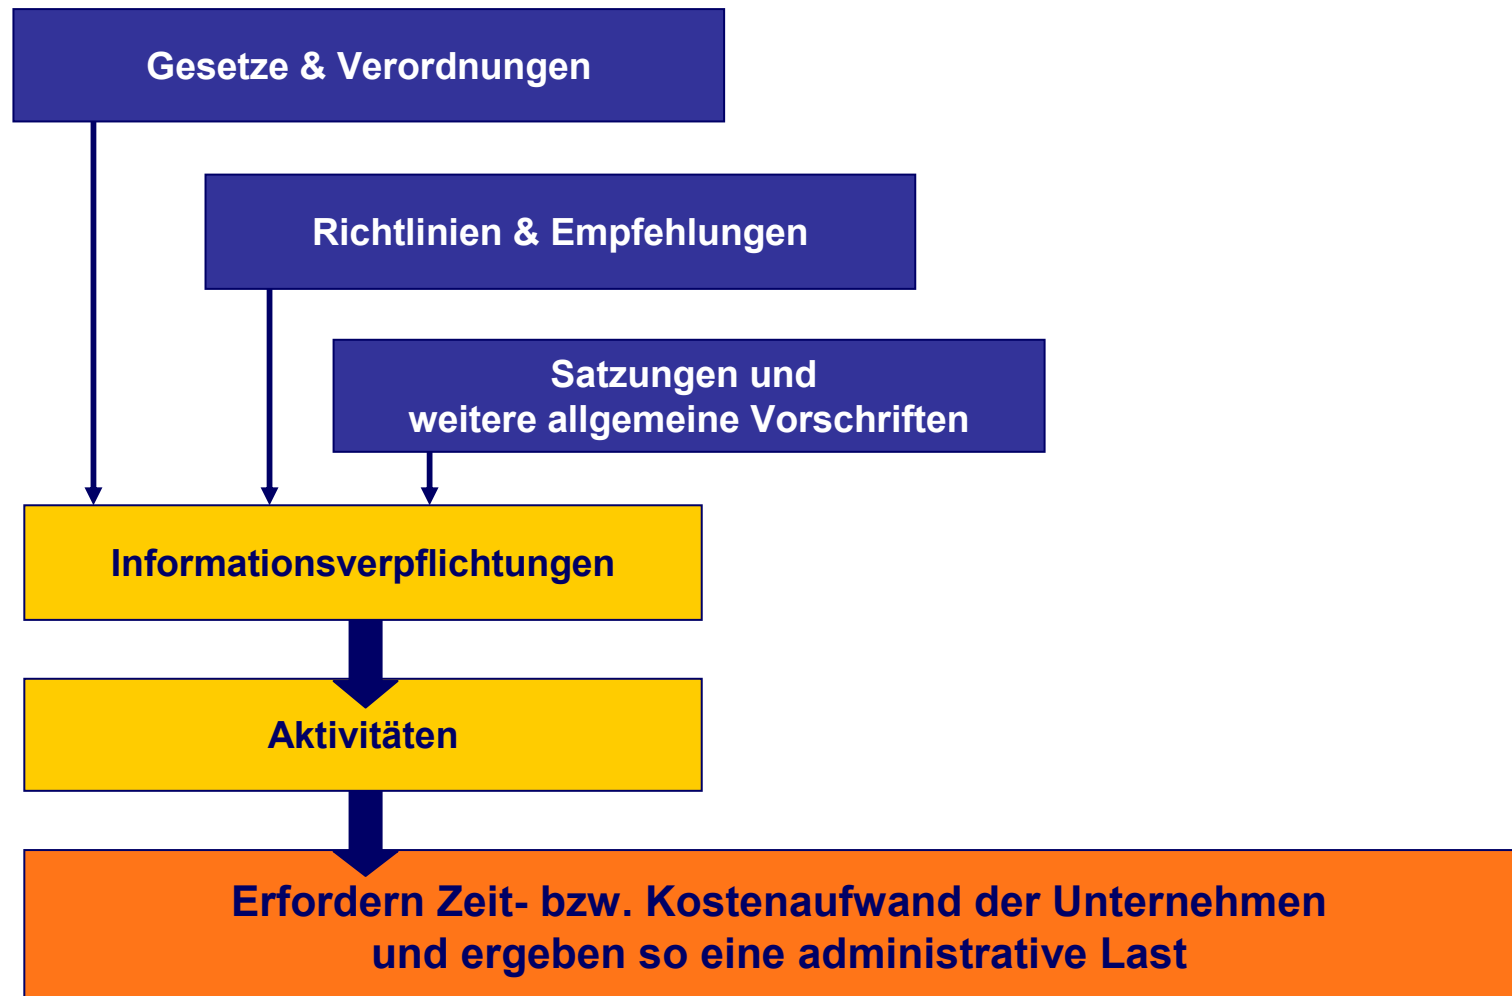 Gesetze & Verordnungen
Richtlinien & Empfehlungen
Satzungen und
weitere allgemeine Vorschriften
Informationsverpflichtungen
Aktivitäten
Erfordern Zeit- bzw. Kostenaufwand der Unternehmen
und ergeben so eine administrative Last